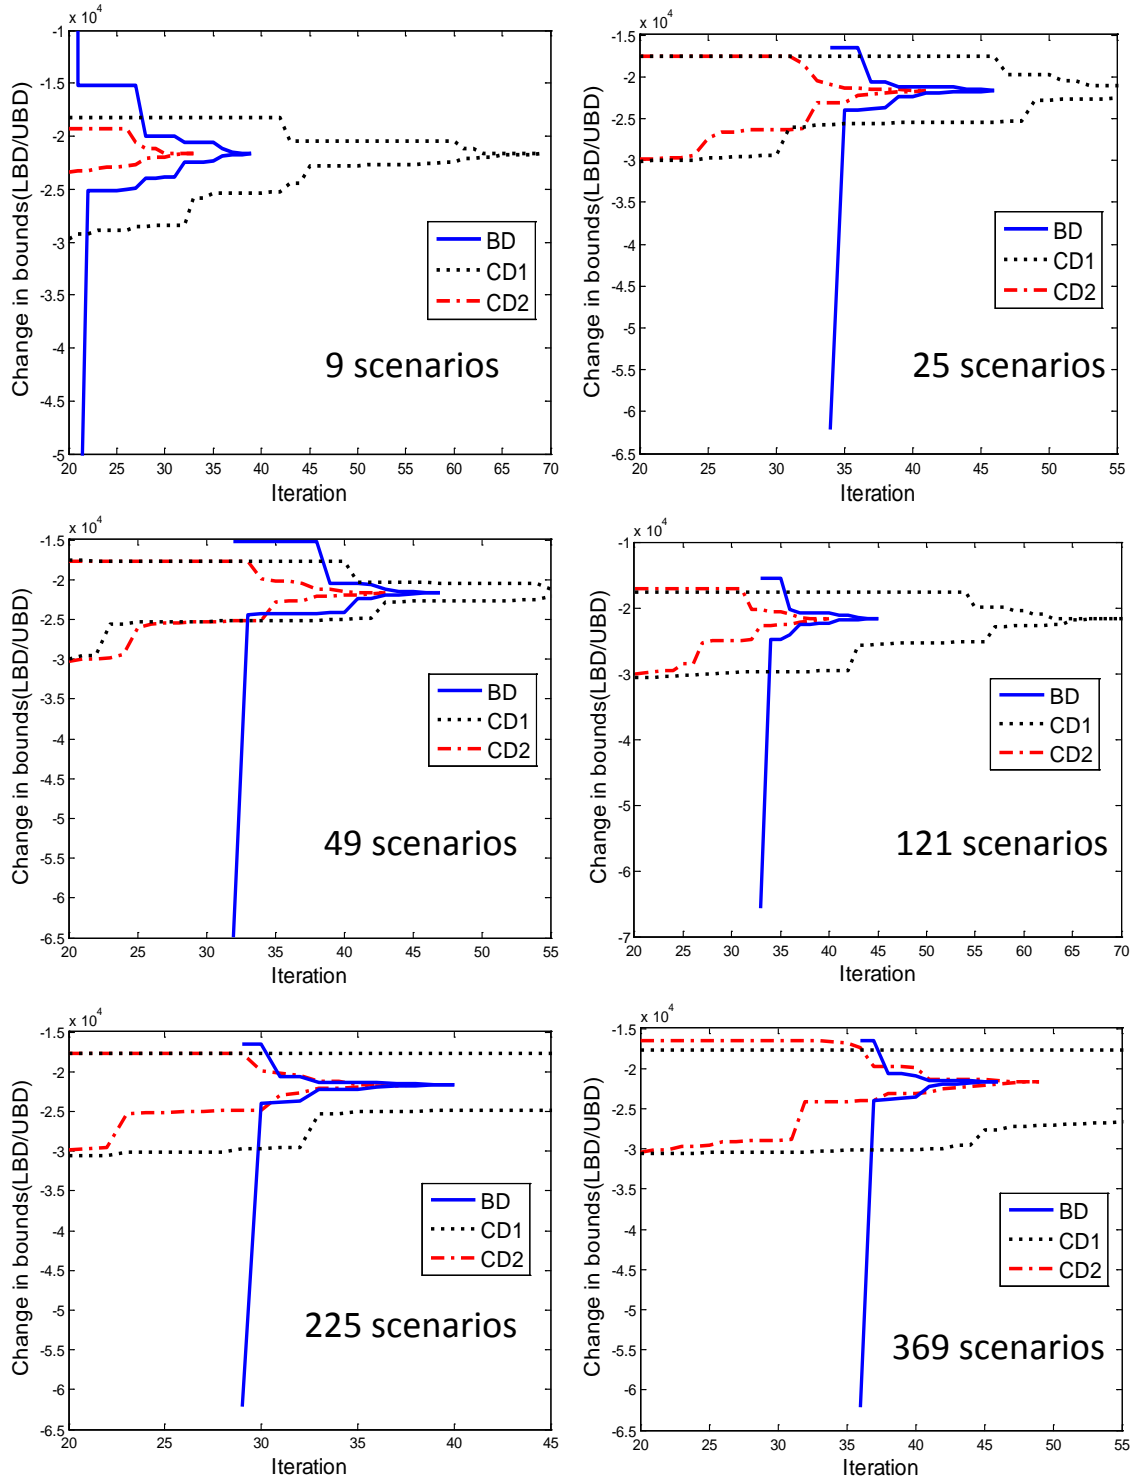 x 10^4
-1
-1.5
-2
-2.5
-3
-3.5
-4
-4.5
-5
20 25 30 35 40 45 50 55 60 65 70
Change in bounds(LBD/UBD)
Iteration
BD
CD1
CD2
9 scenarios
x 10^4
-1.5
-2
-2.5
-3
-3.5
-4
-4.5
-5
-5.5
-6
-6.5
20 25 30 35 40 45 50 55
Change in bounds(LBD/UBD)
Iteration
BD
CD1
CD2
25 scenarios
x 10^4
-1.5
-2
-2.5
-3
-3.5
-4
-4.5
-5
-5.5
-6
-6.5
20 25 30 35 40 45 50 55
Change in bounds(LBD/UBD)
Iteration
BD
CD1
CD2
49 scenarios
x 10^4
-1
-2
-3
-4
-5
-6
-7
20 25 30 35 40 45 50 55 60 65 70
Change in bounds(LBD/UBD)
Iteration
BD
CD1
CD2
121 scenarios
x 10^4
-1.5
-2
-2.5
-3
-3.5
-4
-4.5
-5
-5.5
-6
-6.5
20 25 30 35 40 45
Change in bounds(LBD/UBD)
Iteration
BD
CD1
CD2
225 scenarios
x 10^4
-1.5
-2
-2.5
-3
-3.5
-4
-4.5
-5
-5.5
-6
-6.5
20 25 30 35 40 45 50 55
Change in bounds(LBD/UBD)
Iteration
BD
CD1
CD2
369 scenarios